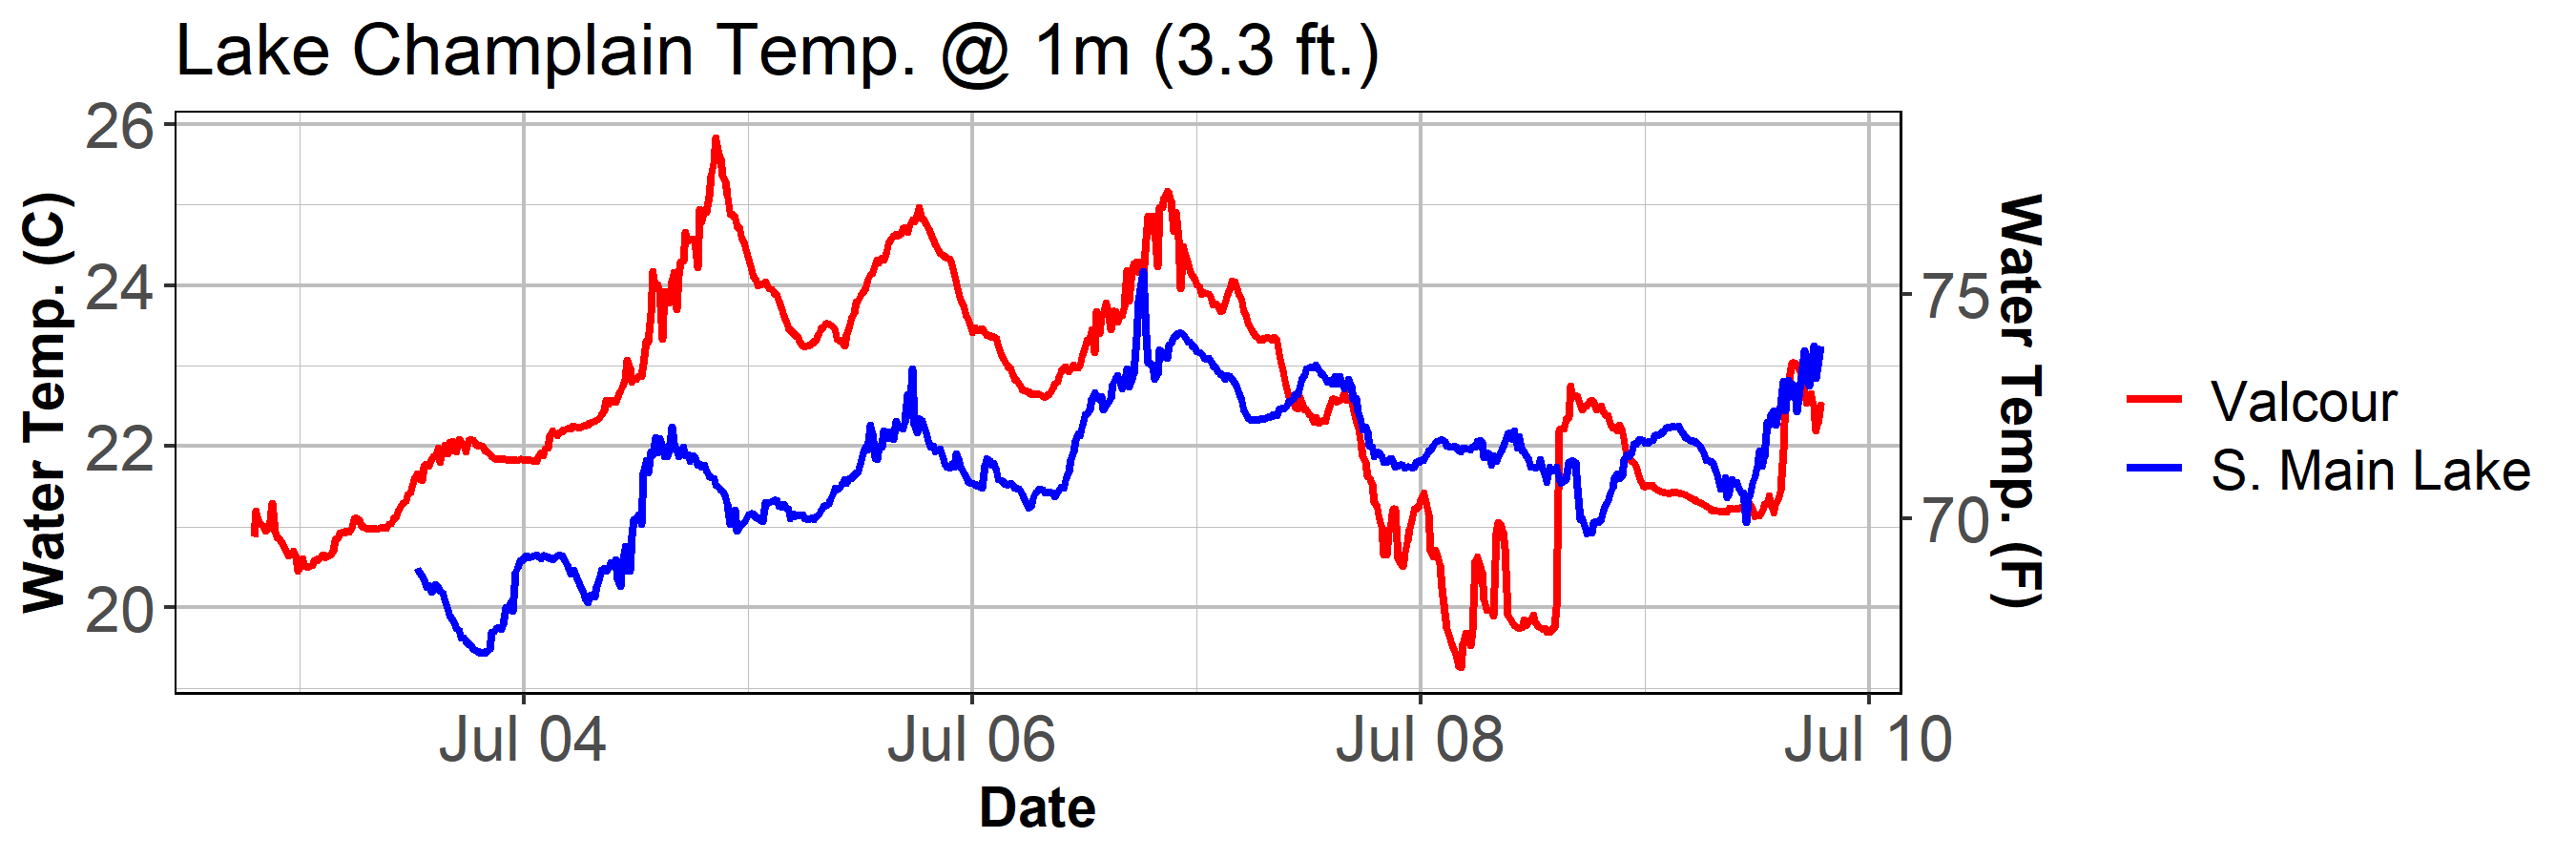 Lake Champlain Temp. @ 1m (3.3 ft.)
Water Temp. (C)
26
24
22
20
75
70
Water Temp. (F)
Jul 04
Jul 06
Jul 08
Jul 10
Date
Valcour
S. Main Lake